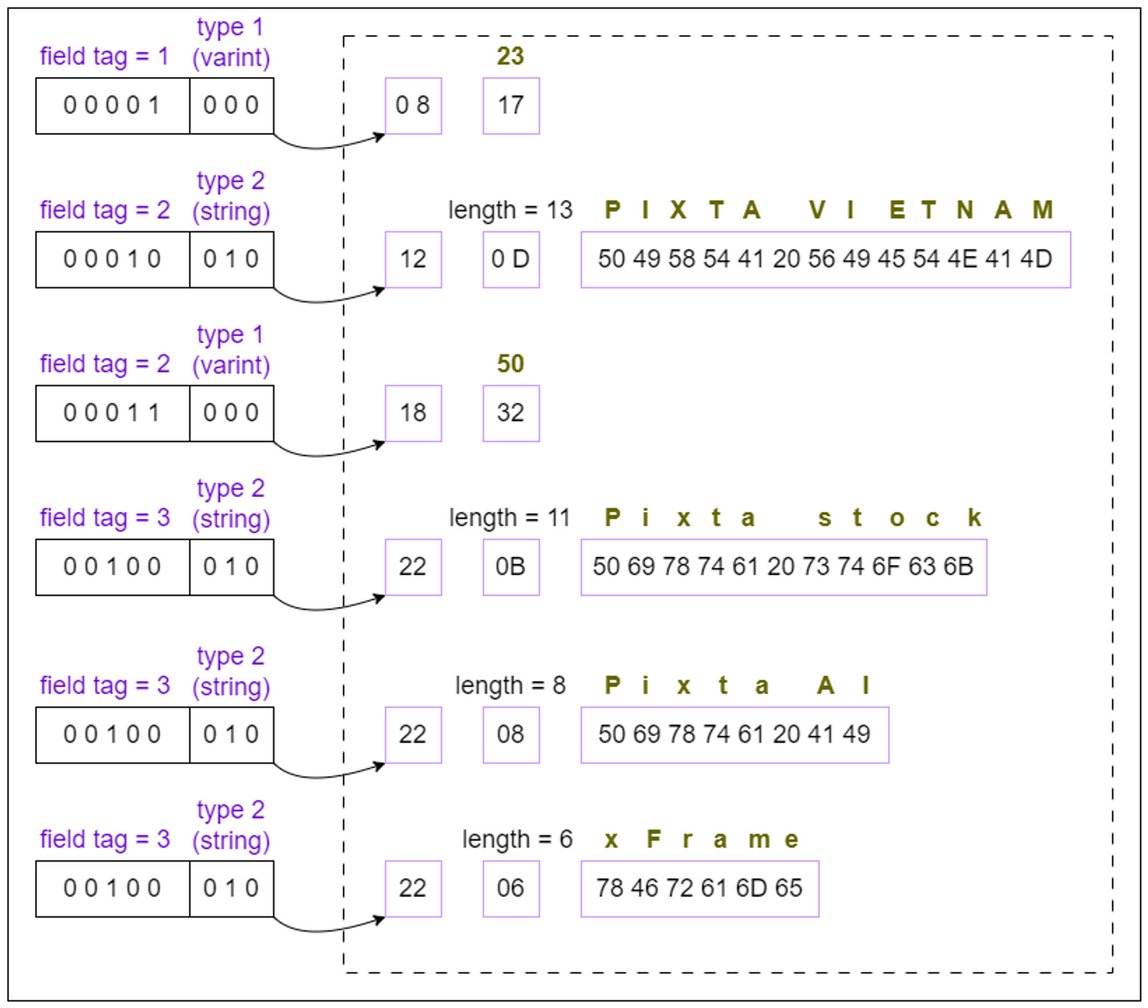 type 1
field tag = 1 (varint) 23
0 0 0 0 1 0 0 0 0 8 17
type 2
field tag = 2 (string) length = 13 P I X T A V I E T N A M
0 0 0 1 0 0 1 0 12 0 D 50 49 58 54 41 20 56 49 45 54 4E 41 4D
type 1
field tag = 2 (varint) 50
0 0 0 1 1 0 0 0 18 32
type 2
field tag = 3 (string) length = 11 P i x t a s t o c k
0 0 1 0 0 0 1 0 22 0B 50 69 78 74 61 20 73 74 6F 63 6B
type 2
field tag = 3 (string) length = 8 P i x t a A I
0 0 1 0 0 0 1 0 22 08 50 69 78 74 61 20 41 49
type 2
field tag = 3 (string) length = 6 x F r a m e
0 0 1 0 0 0 1 0 22 06 78 46 72 61 6D 65